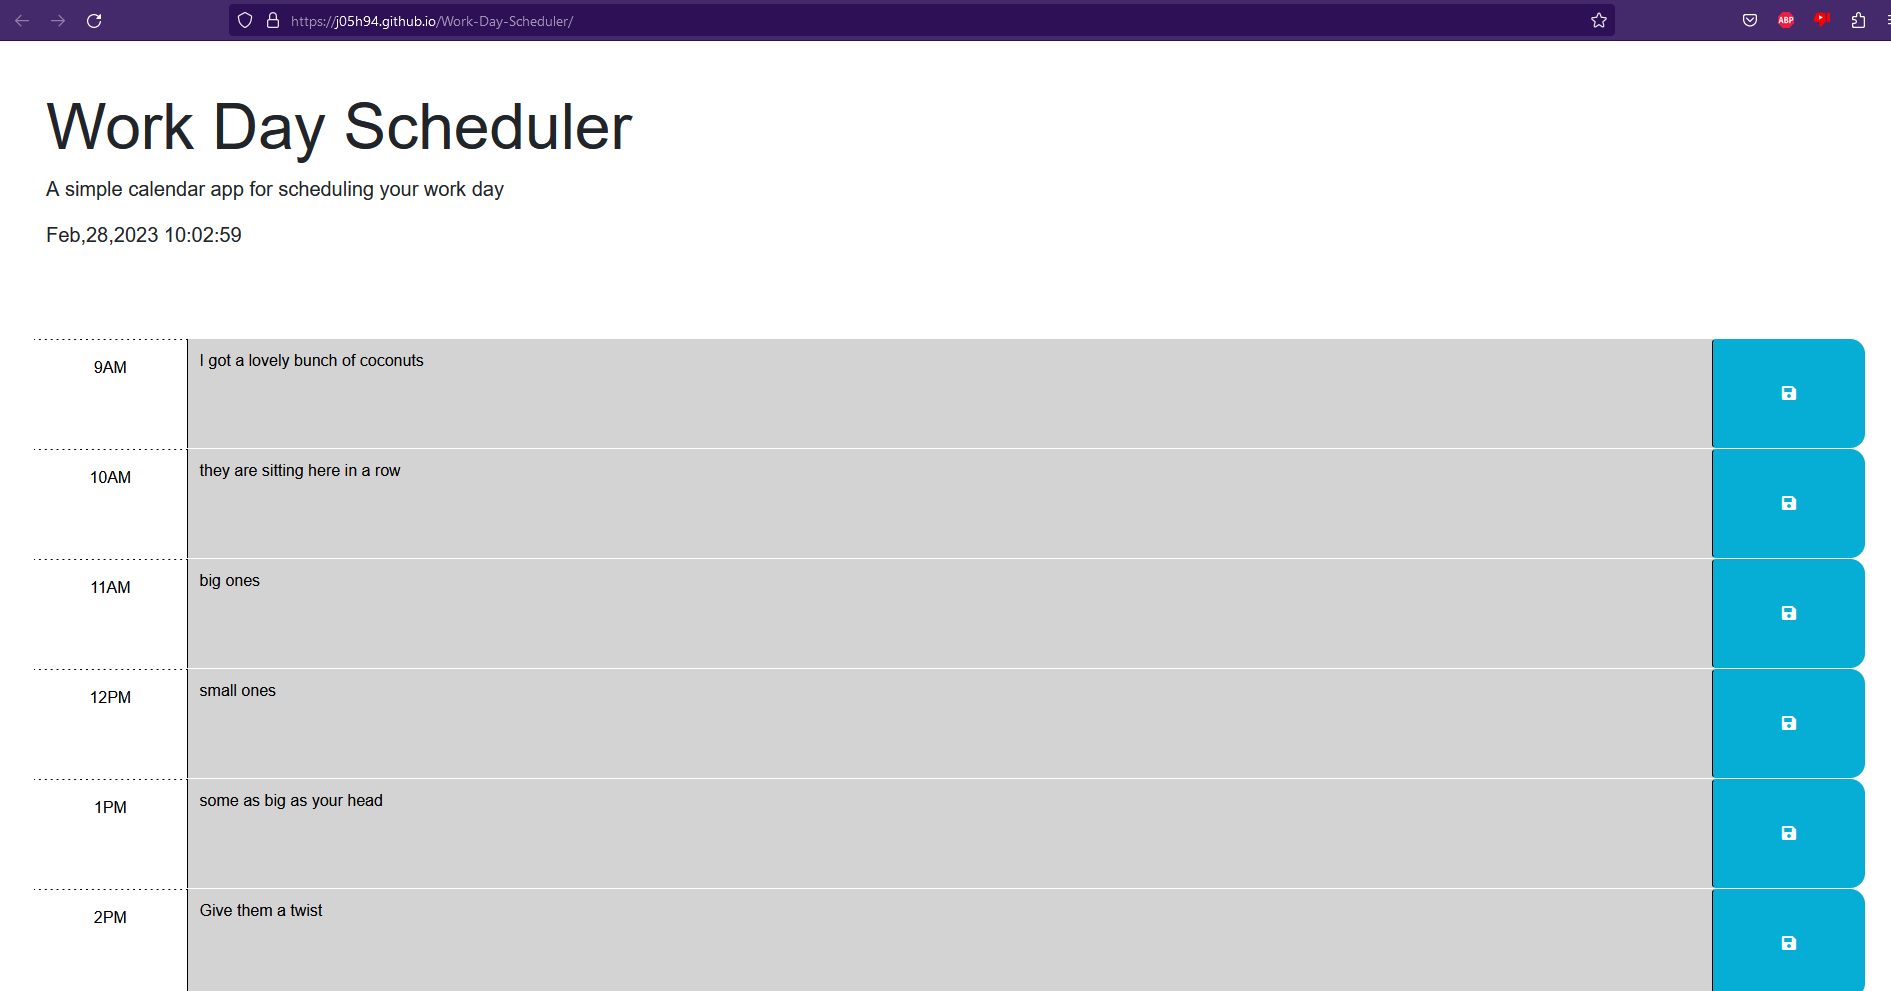 https://j05h94.github.io/Work-Day-Scheduler/
ABP
Work Day Scheduler
A simple calendar app for scheduling your work day
Feb,28,2023 10:02:59
9AM
I got a lovely bunch of coconuts
10AM
they are sitting here in a row
11AM
big ones
12PM
small ones
1PM
some as big as your head
2PM
Give them a twist